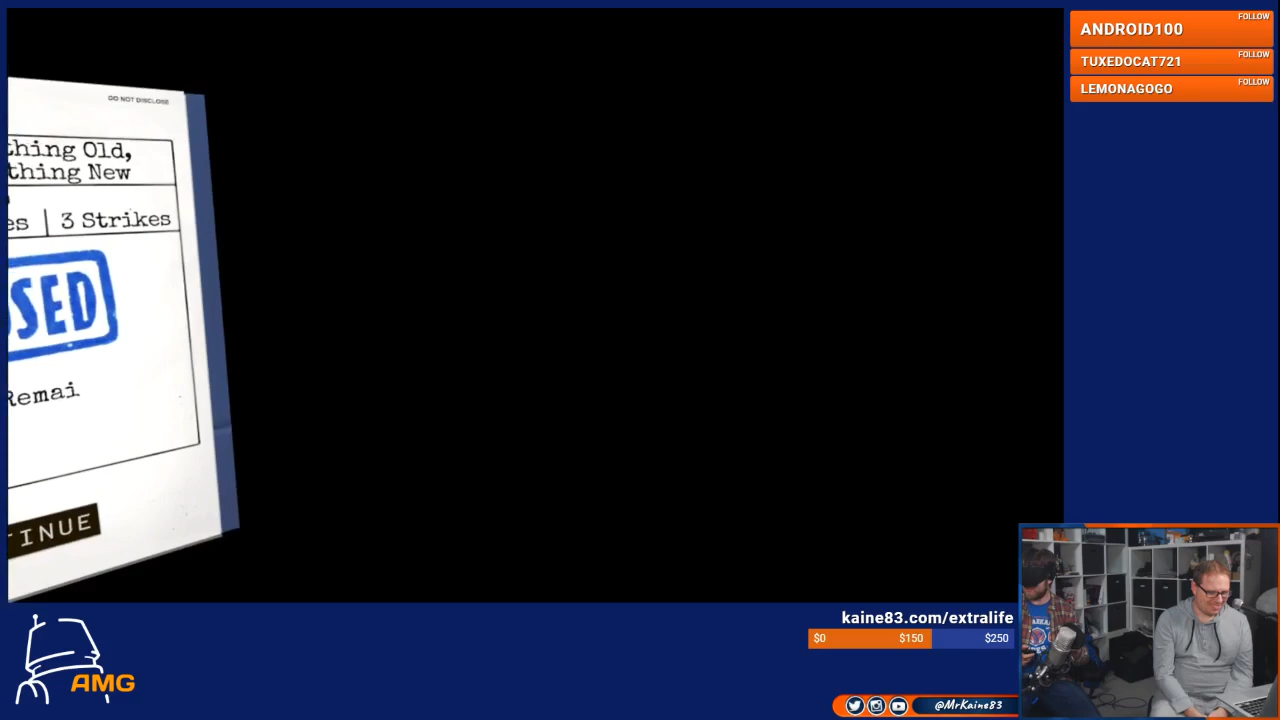 DO NOT DISCLOSE
thing Old,
thing New
es | 3 Strikes
SED
Remai
TINUE
FOLLOW
ANDROID100
FOLLOW
TUXEDOCAT721
FOLLOW
LEMONAGOGO
kaine83.com/extralife
$0 $150 $250
AMG
@MrKaine83